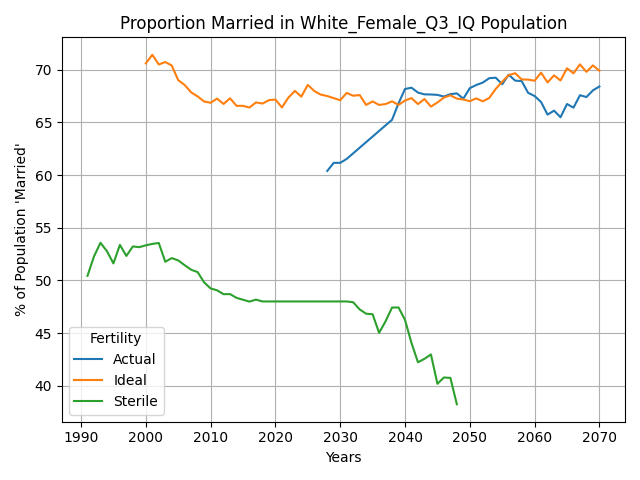 Proportion Married in White_Female_Q3_IQ Population
% of Population 'Married'
70
65
60
55
50
45
40
Fertility
Actual
Ideal
Sterile
1990 2000 2010 2020 2030 2040 2050 2060 2070
Years